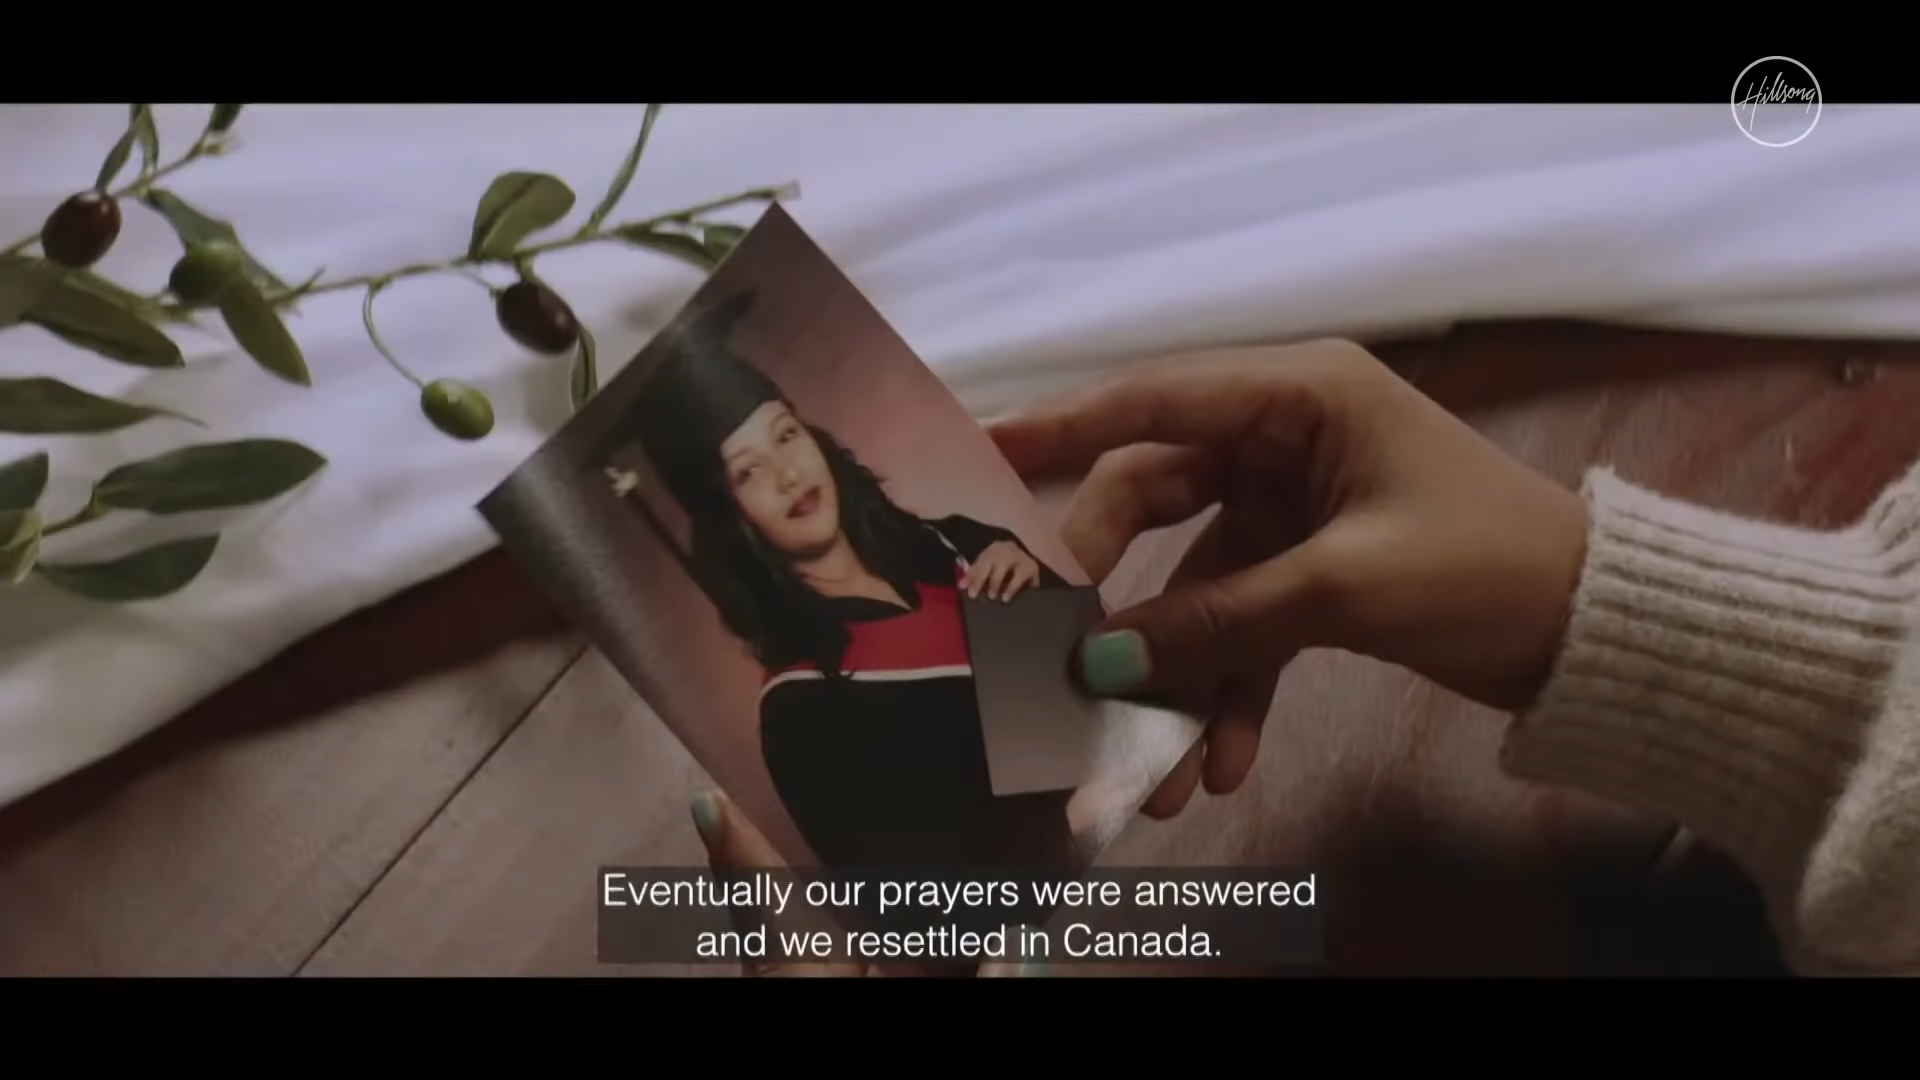 Hillsong
Eventually our prayers were answered
and we resettled in Canada.